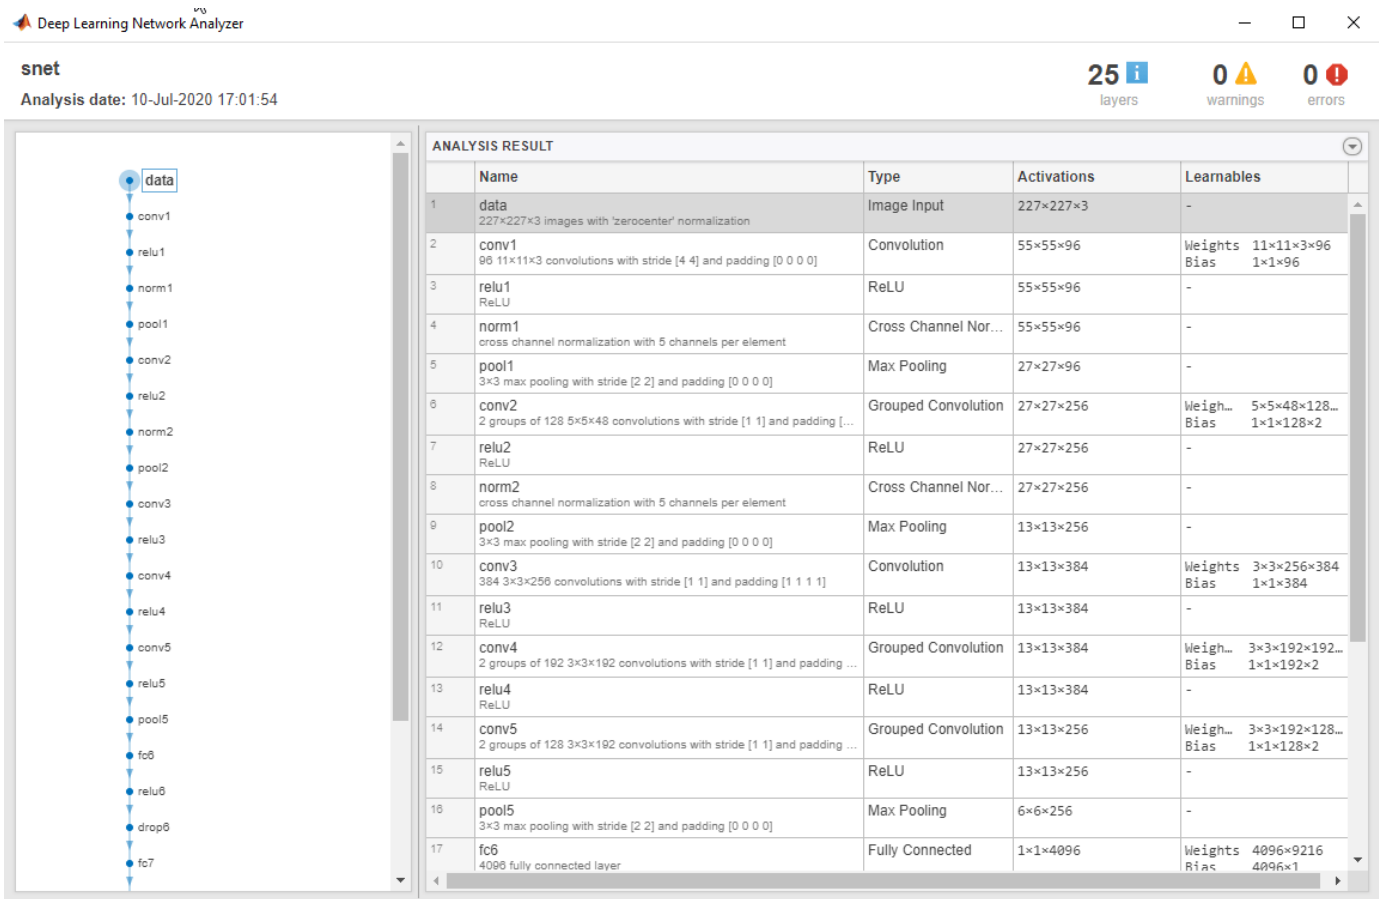 Deep Learning Network Analyzer
snet
Analysis date: 10-Jul-2020 17:01:54
25 i
layers
0
warnings
0
errors
data
conv1
relu1
norm1
pool1
conv2
relu2
norm2
pool2
conv3
relu3
conv4
relu4
conv5
relu5
pool5
fc6
relu6
drop6
fc7
ANALYSIS RESULT
Name Type Activations Learnables
1 data Image Input 227×227×3 -
227×227×3 images with 'zerocenter' normalization
2 conv1 Convolution 55×55×96 Weights 11×11×3×96
96 11×11×3 convolutions with stride [4 4] and padding [0 0 0 0] Bias 1×1×96
3 relu1 ReLU 55×55×96 -
ReLU
4 norm1 Cross Channel Nor... 55×55×96 -
cross channel normalization with 5 channels per element
5 pool1 Max Pooling 27×27×96 -
3×3 max pooling with stride [2 2] and padding [0 0 0 0]
6 conv2 Grouped Convolution 27×27×256 Weigh... 5×5×48×128...
2 groups of 128 5×5×48 convolutions with stride [1 1] and padding [... Bias 1×1×128×2
7 relu2 ReLU 27×27×256 -
ReLU
8 norm2 Cross Channel Nor... 27×27×256 -
cross channel normalization with 5 channels per element
9 pool2 Max Pooling 13×13×256 -
3×3 max pooling with stride [2 2] and padding [0 0 0 0]
10 conv3 Convolution 13×13×384 Weights 3×3×256×384
384 3×3×256 convolutions with stride [1 1] and padding [1 1 1 1] Bias 1×1×384
11 relu3 ReLU 13×13×384 -
ReLU
12 conv4 Grouped Convolution 13×13×384 Weigh... 3×3×192×192...
2 groups of 192 3×3×192 convolutions with stride [1 1] and padding ... Bias 1×1×192×2
13 relu4 ReLU 13×13×384 -
ReLU
14 conv5 Grouped Convolution 13×13×256 Weigh... 3×3×192×128...
2 groups of 128 3×3×192 convolutions with stride [1 1] and padding ... Bias 1×1×128×2
15 relu5 ReLU 13×13×256 -
ReLU
16 pool5 Max Pooling 6×6×256 -
3×3 max pooling with stride [2 2] and padding [0 0 0 0]
17 fc6 Fully Connected 1×1×4096 Weights 4096×9216
4096 fully connected layer Bias 4096×1